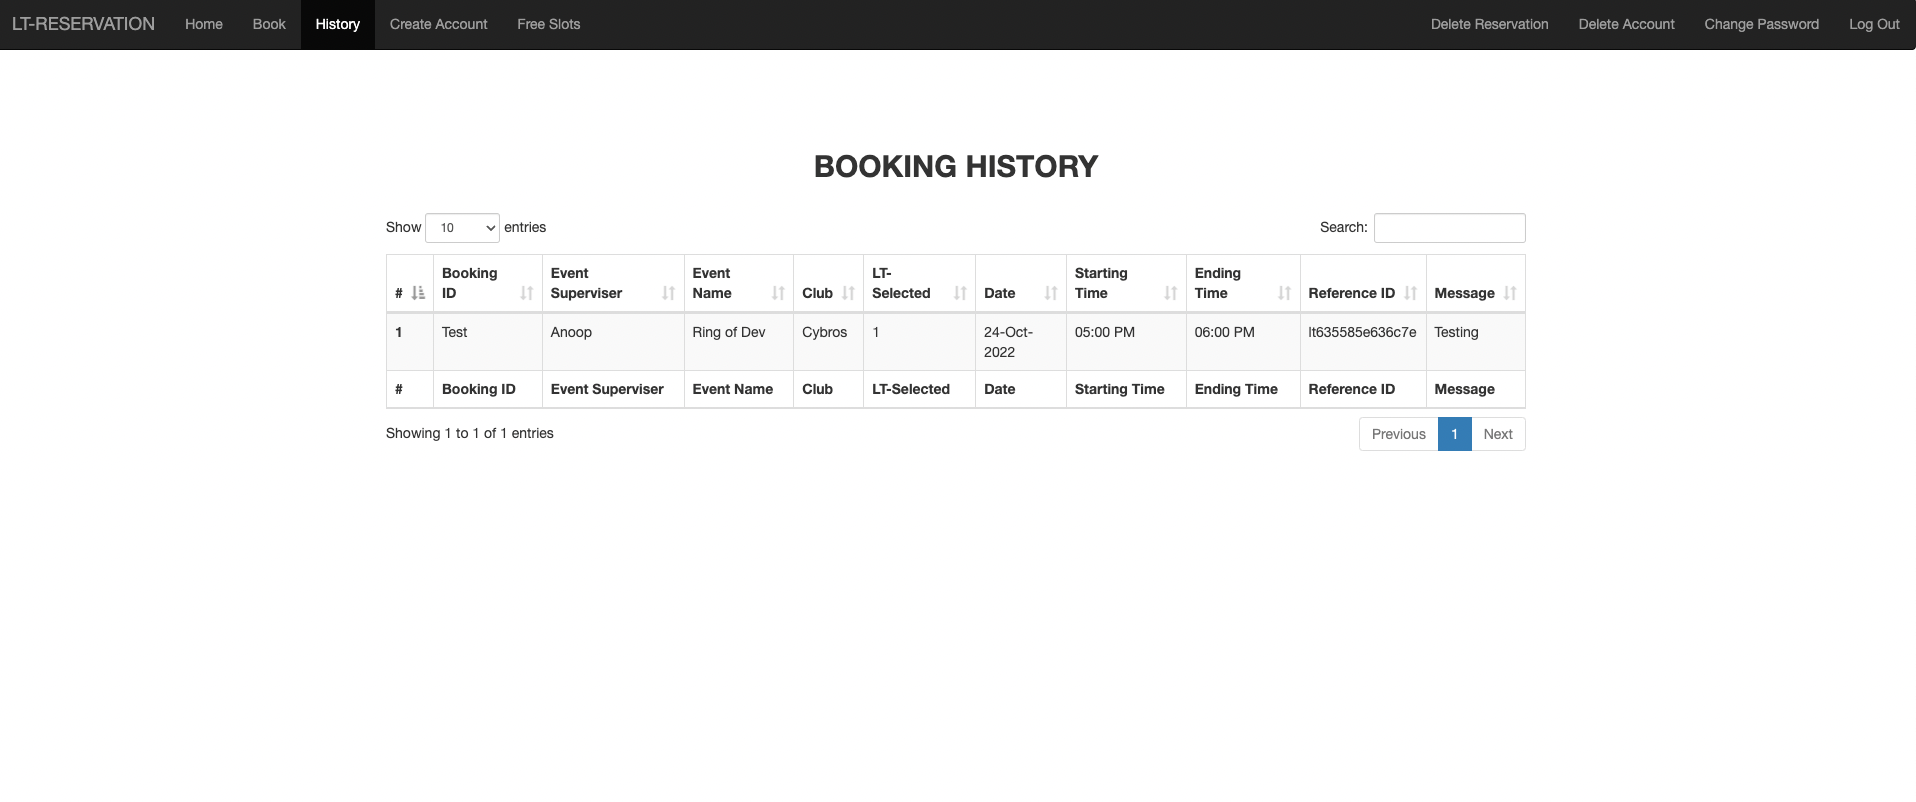 LT-RESERVATION Home Book History Create Account Free Slots Delete Reservation Delete Account Change Password Log Out
BOOKING HISTORY
Show 10 entries Search:
# Booking ID Event Superviser Event Name Club LT-Selected Date Starting Time Ending Time Reference ID Message
1 Test Anoop Ring of Dev Cybros 1 24-Oct-2022 05:00 PM 06:00 PM lt635585e636c7e Testing
# Booking ID Event Superviser Event Name Club LT-Selected Date Starting Time Ending Time Reference ID Message
Showing 1 to 1 of 1 entries Previous 1 Next